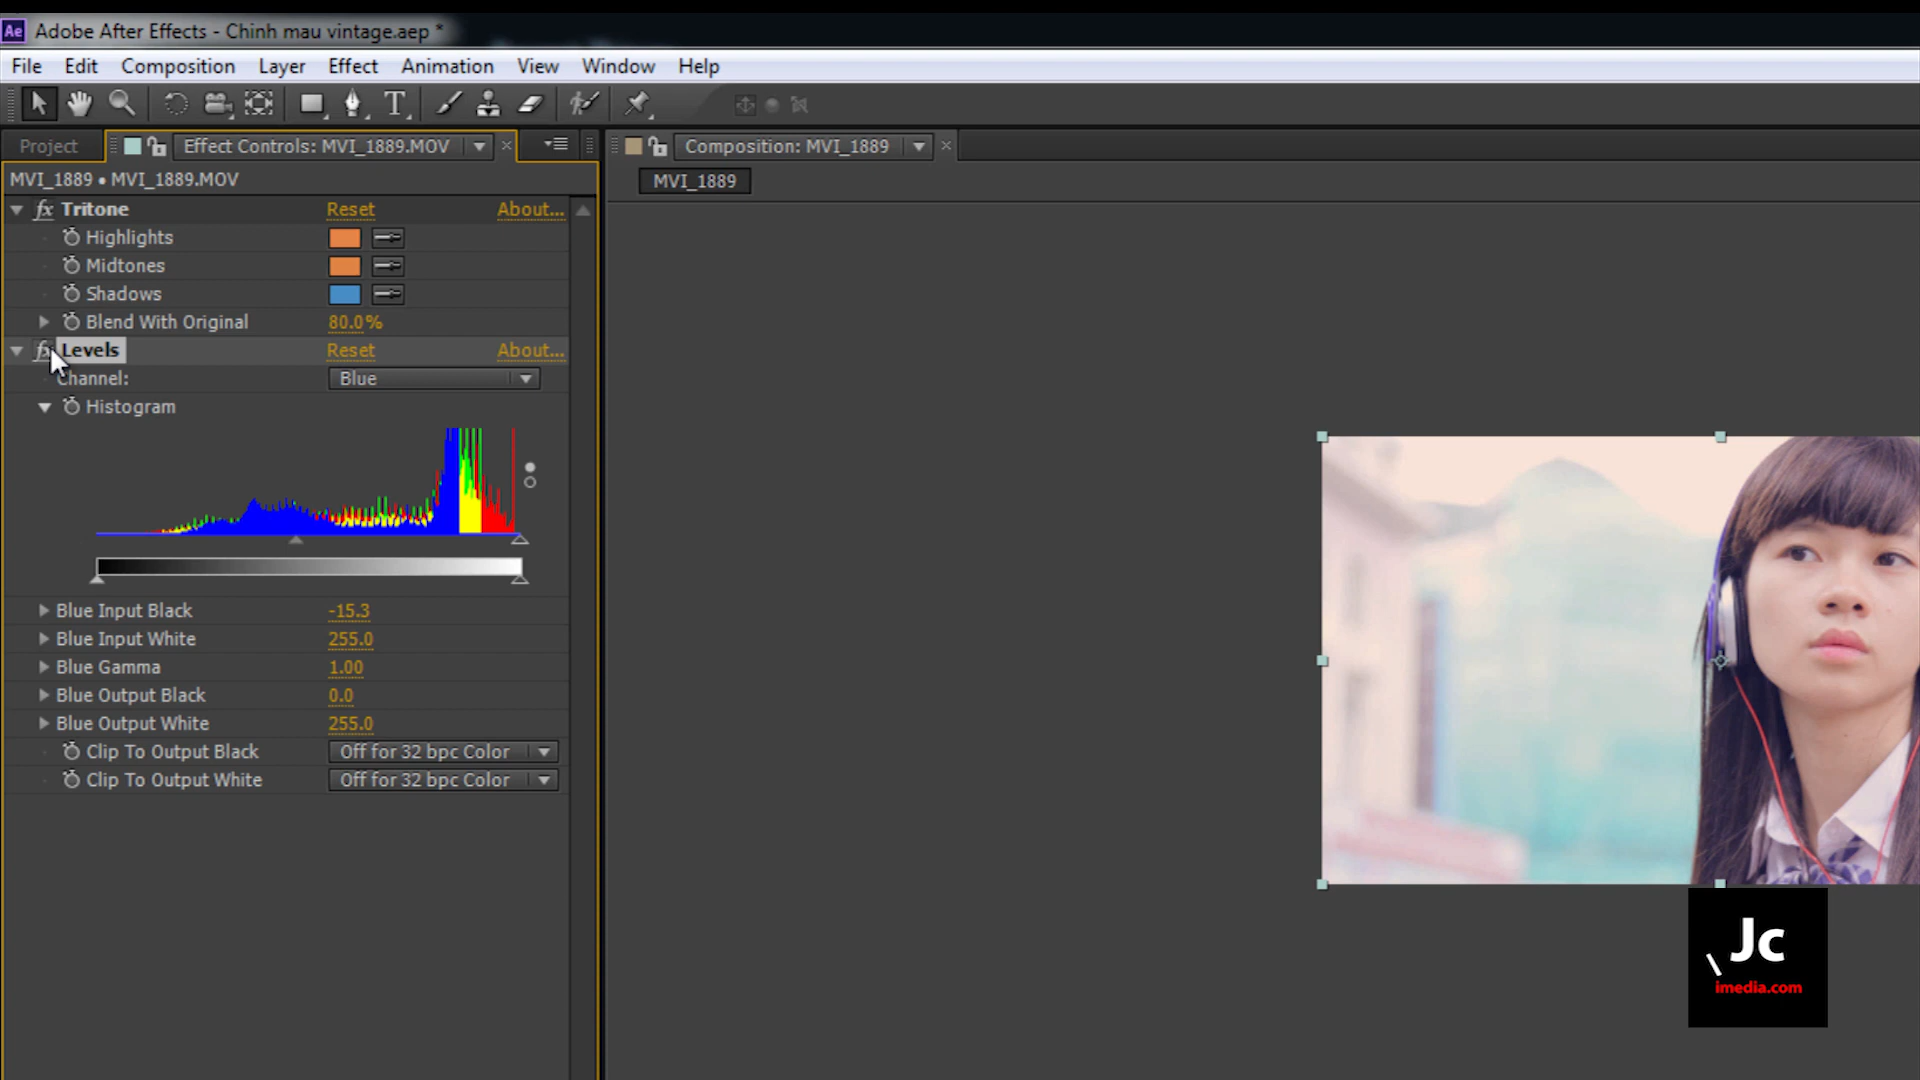 Ae Adobe After Effects - Chinh mau vintage.aep *
File Edit Composition Layer Effect Animation View Window Help
T
Project Effect Controls: MVI_1889.MOV × Composition: MVI_1889 ×
MVI_1889 • MVI_1889.MOV
MVI_1889
fx Tritone Reset About...
Highlights
Midtones
Shadows
Blend With Original 80.0%
fx Levels Reset About...
Channel: Blue
Histogram
Blue Input Black -15.3
Blue Input White 255.0
Blue Gamma 1.00
Blue Output Black 0.0
Blue Output White 255.0
Clip To Output Black Off for 32 bpc Color
Clip To Output White Off for 32 bpc Color
Jc
imedia.com